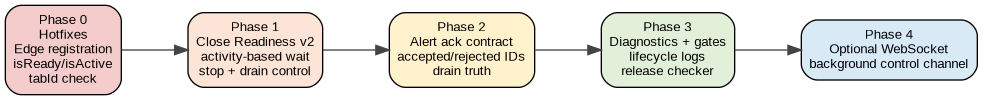 Phase 0
Hotfixes
Edge registration
isReady/isActive
tabId check
Phase 1
Close Readiness v2
activity-based wait
stop + drain control
Phase 2
Alert ack contract
accepted/rejected IDs
drain truth
Phase 3
Diagnostics + gates
lifecycle logs
release checker
Phase 4
Optional WebSocket
background control channel